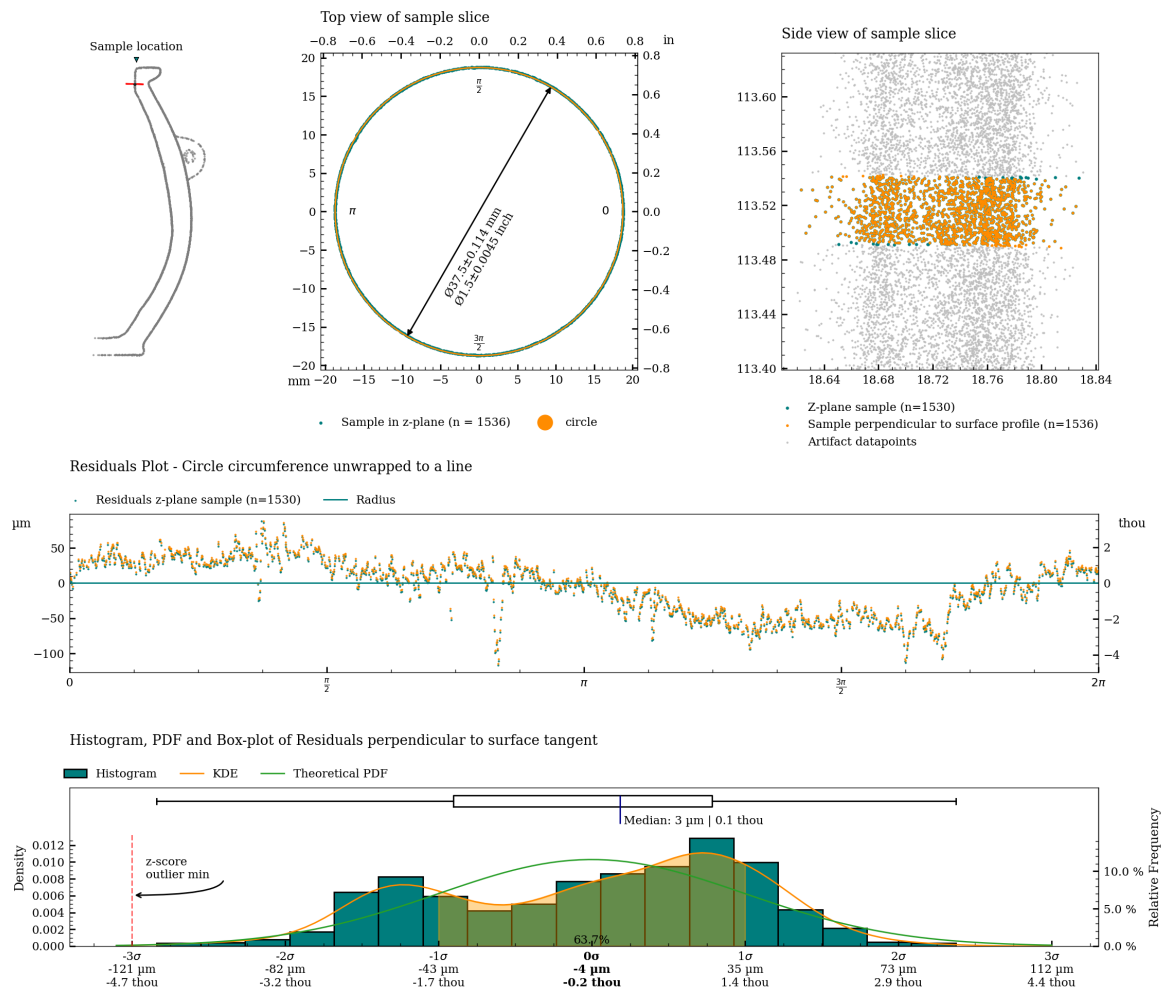 Sample location
Top view of sample slice
−0.8 −0.6 −0.4 −0.2 0.0 0.2 0.4 0.6 0.8 in
20
15
10
5
0
−5
−10
−15
−20
0.8
0.6
0.4
0.2
0.0
−0.2
−0.4
−0.6
−0.8
π/2
π
0
3π/2
Ø37.5±0.114 mm
Ø1.5±0.0045 inch
mm −20 −15 −10 −5 0 5 10 15 20
Sample in z-plane (n = 1536) circle
Side view of sample slice
113.60
113.56
113.52
113.48
113.44
113.40
18.64 18.68 18.72 18.76 18.80 18.84
Z-plane sample (n=1530)
Sample perpendicular to surface profile (n=1536)
Artifact datapoints
Residuals Plot - Circle circumference unwrapped to a line
Residuals z-plane sample (n=1530) Radius
µm thou
50
0
−50
−100
2
0
−2
−4
0 π/2 π 3π/2 2π
Histogram, PDF and Box-plot of Residuals perpendicular to surface tangent
Histogram KDE Theoretical PDF
Median: 3 µm | 0.1 thou
z-score
outlier min
Density
0.012
0.010
0.008
0.006
0.004
0.002
0.000
Relative Frequency
10.0 %
5.0 %
0.0 %
63.7%
-3σ -2σ -1σ 0σ 1σ 2σ 3σ
-121 µm -82 µm -43 µm -4 µm 35 µm 73 µm 112 µm
-4.7 thou -3.2 thou -1.7 thou -0.2 thou 1.4 thou 2.9 thou 4.4 thou